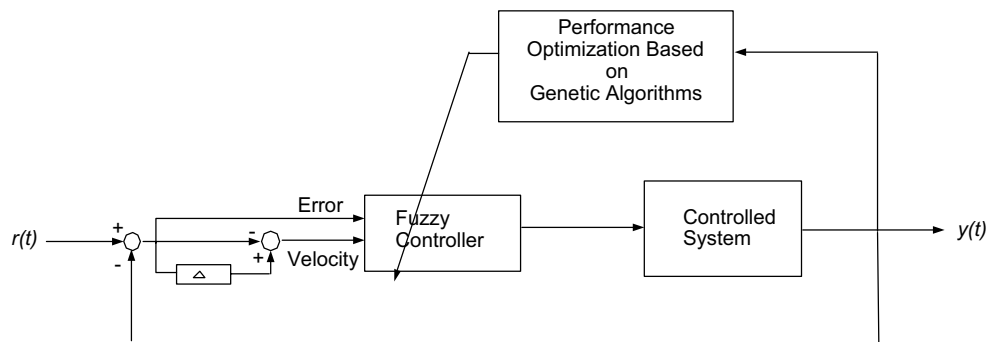 Performance
Optimization Based
on
Genetic Algorithms
Error
Fuzzy
Controller
Controlled
System
r(t)
+
-
-
+
Velocity
Δ
y(t)